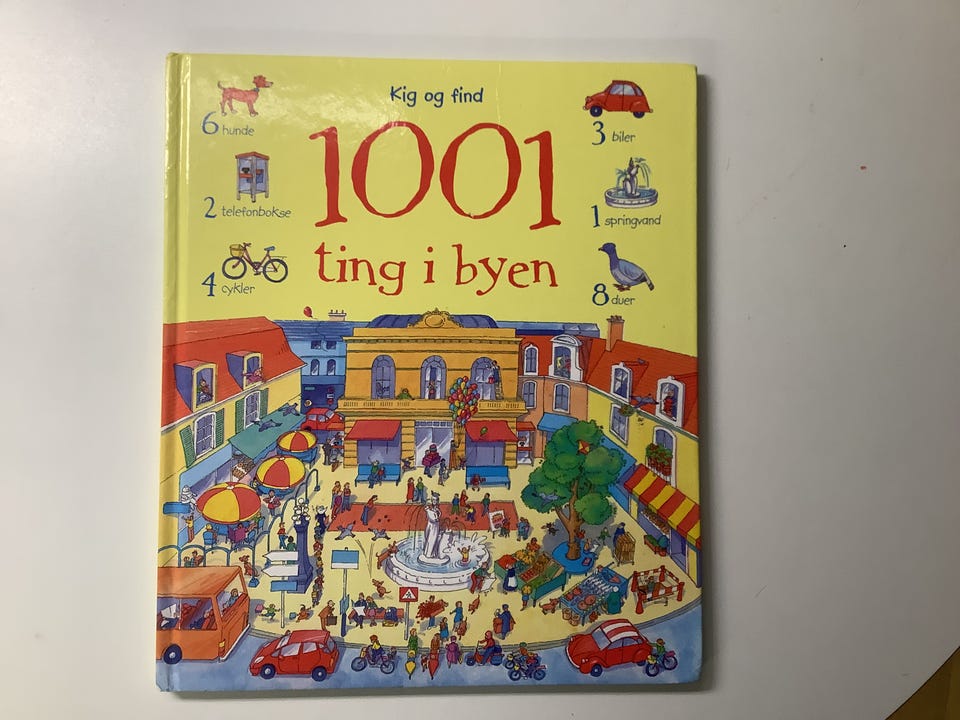 Kig og find
1001
ting i byen
6 hunde
2 telefonbokse
4 cykler
3 biler
1 springvand
8 duer